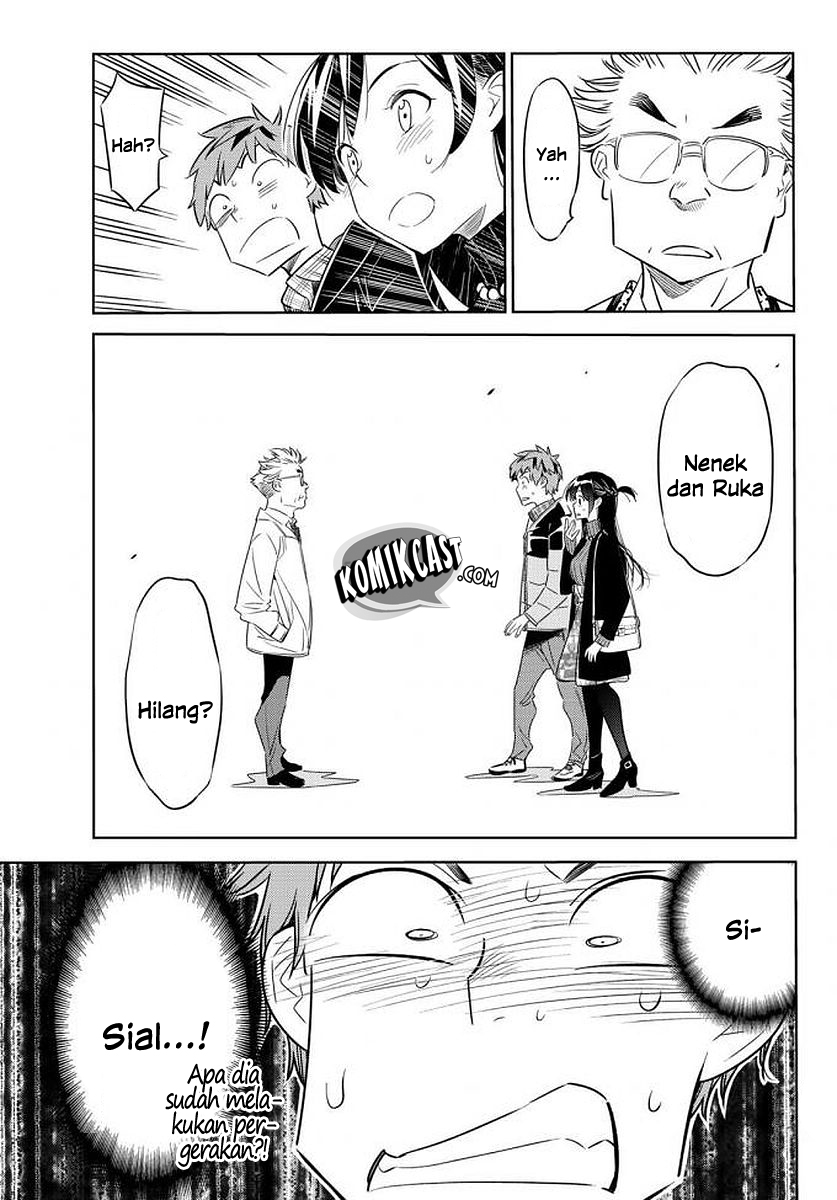 Yah
...
Hah?
Nenek
dan Ruka
KOMIKCAST
.COM
Hilang?
Si-
Sial...!
Apa dia
sudah mela-
kukan per-
gerakan?!